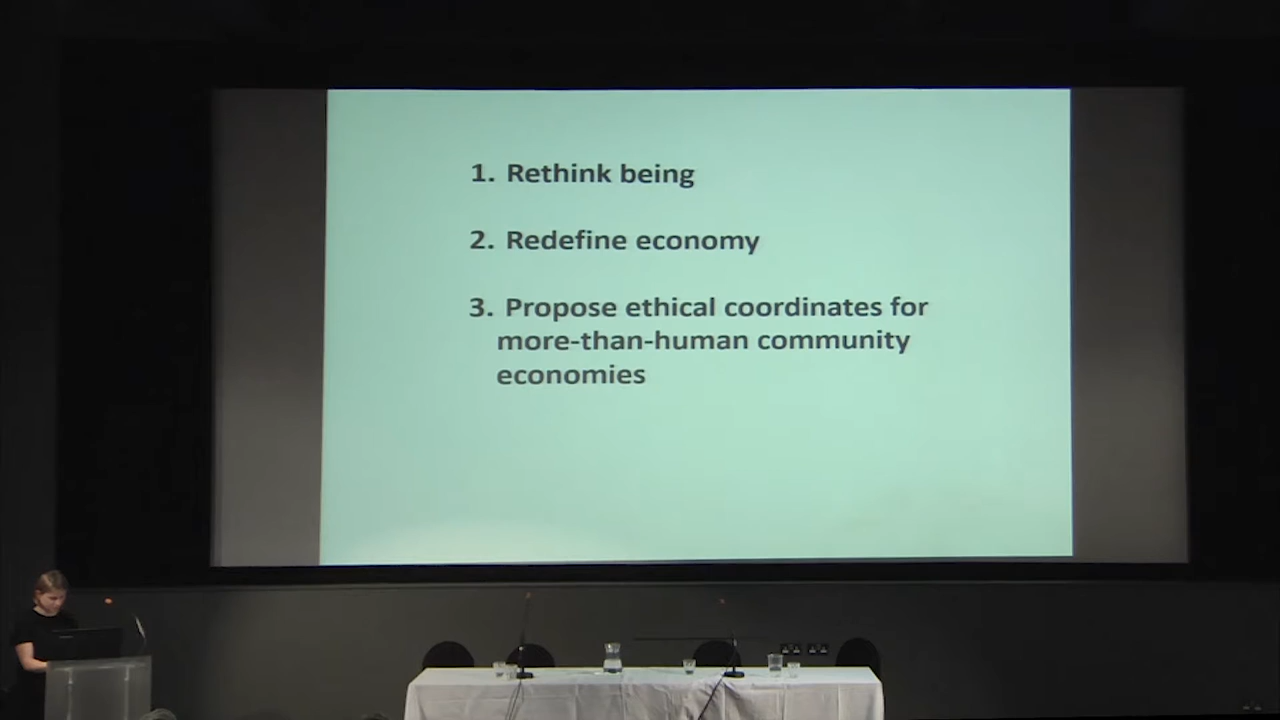 1. Rethink being
2. Redefine economy
3. Propose ethical coordinates for
more-than-human community
economies